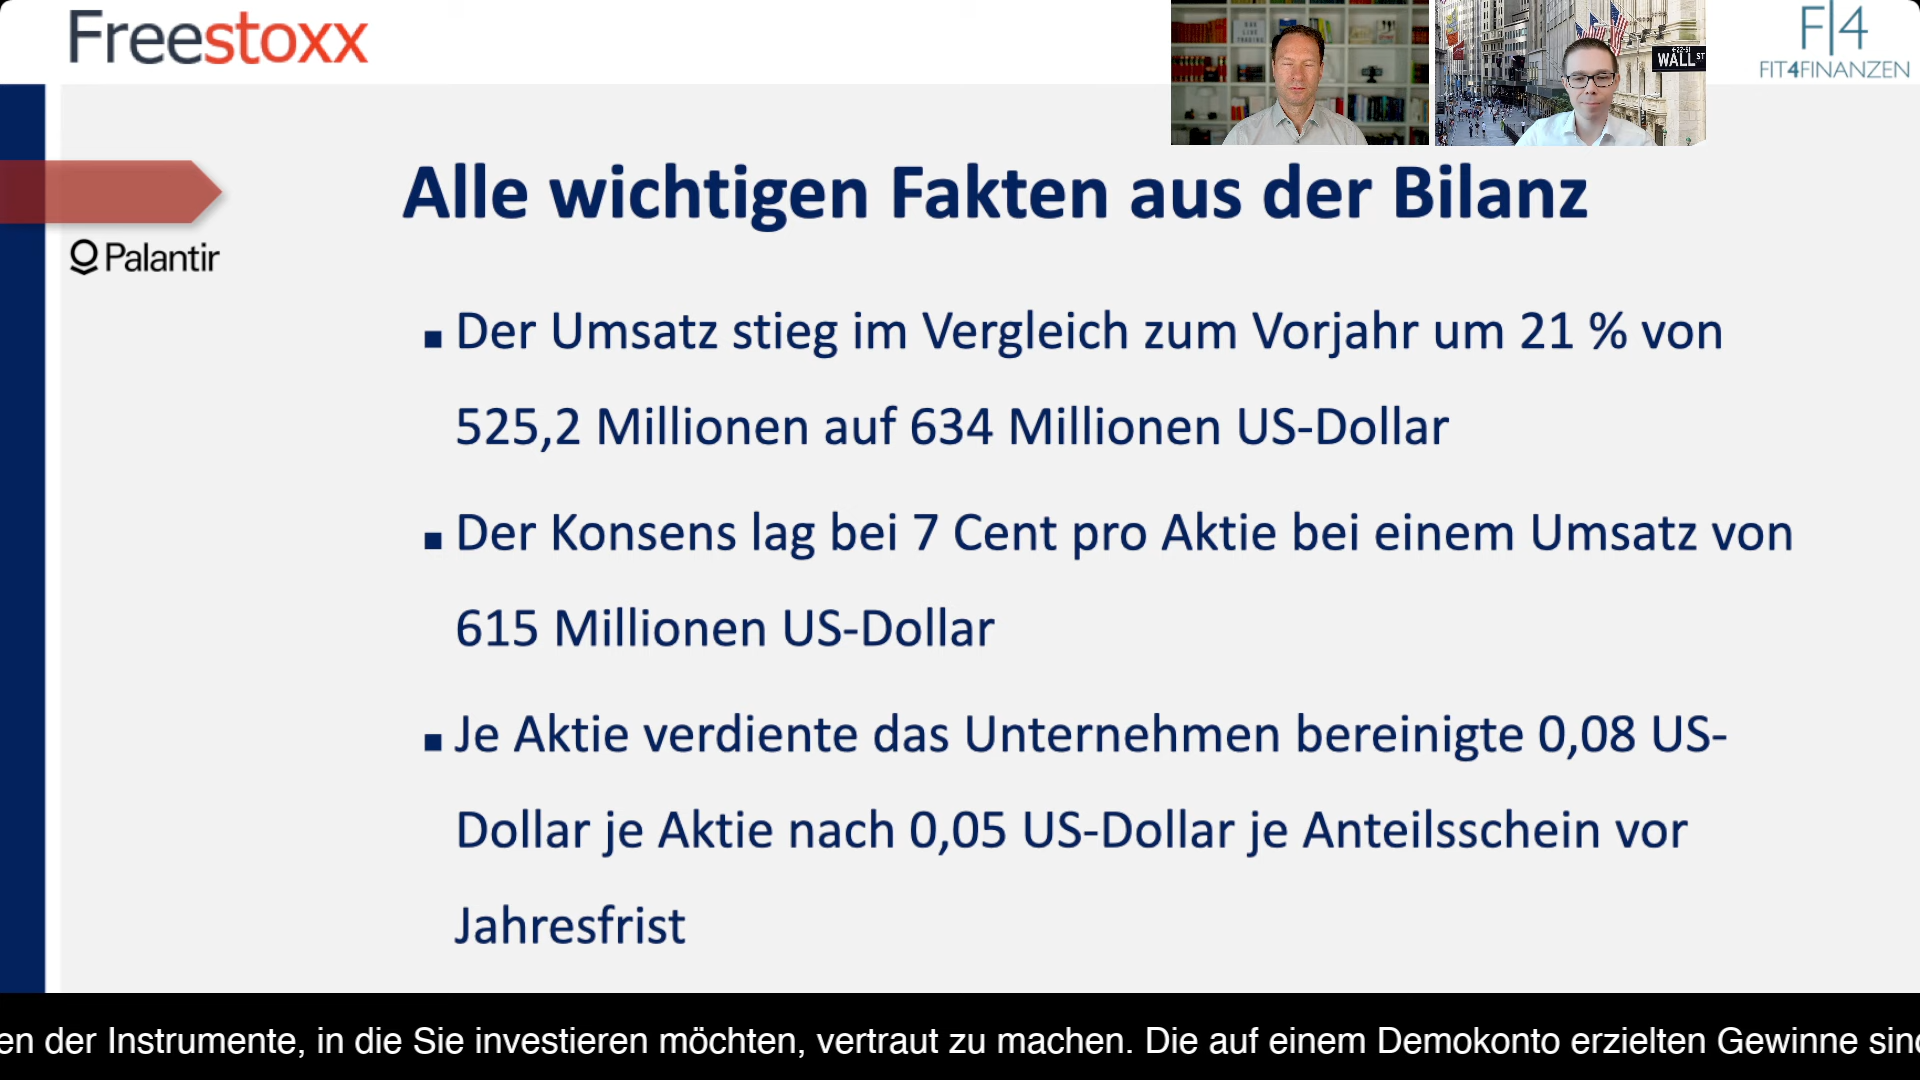 Freestoxx
WALL ST
F|4
FIT4FINANZEN
Alle wichtigen Fakten aus der Bilanz
Palantir
Der Umsatz stieg im Vergleich zum Vorjahr um 21 % von
525,2 Millionen auf 634 Millionen US-Dollar
Der Konsens lag bei 7 Cent pro Aktie bei einem Umsatz von
615 Millionen US-Dollar
Je Aktie verdiente das Unternehmen bereinigte 0,08 US-
Dollar je Aktie nach 0,05 US-Dollar je Anteilsschein vor
Jahresfrist
en der Instrumente, in die Sie investieren möchten, vertraut zu machen. Die auf einem Demokonto erzielten Gewinne sind